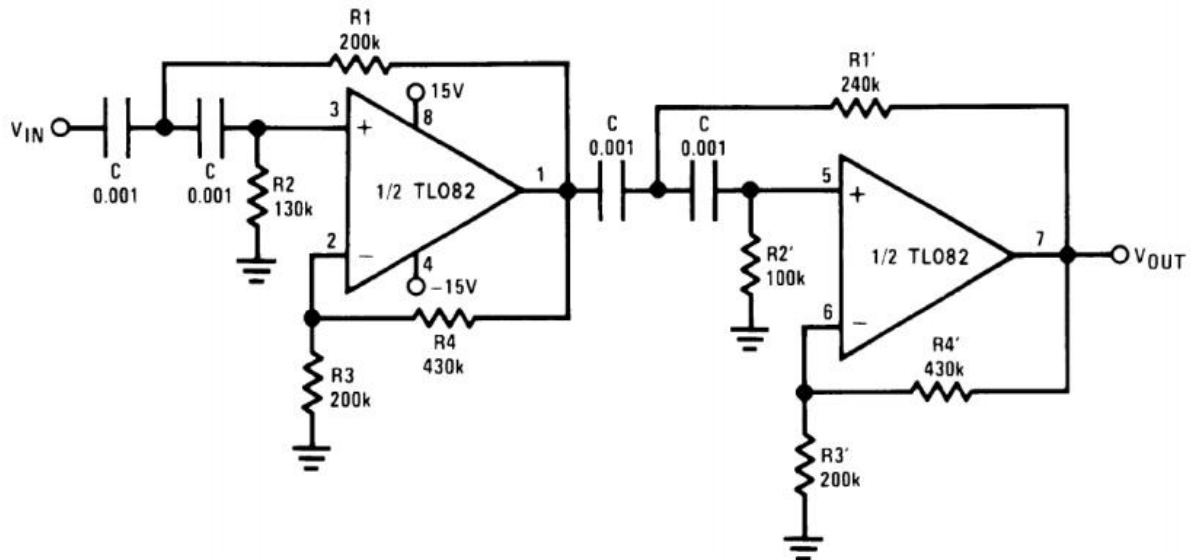 R1
200k
15V
8
V_IN
3
+
C
0.001
C
0.001
R2
130k
1/2 TL082
1
2
−
4
−15V
R4
430k
R3
200k
C
0.001
C
0.001
R1'
240k
5
+
R2'
100k
1/2 TL082
7
V_OUT
6
−
R4'
430k
R3'
200k